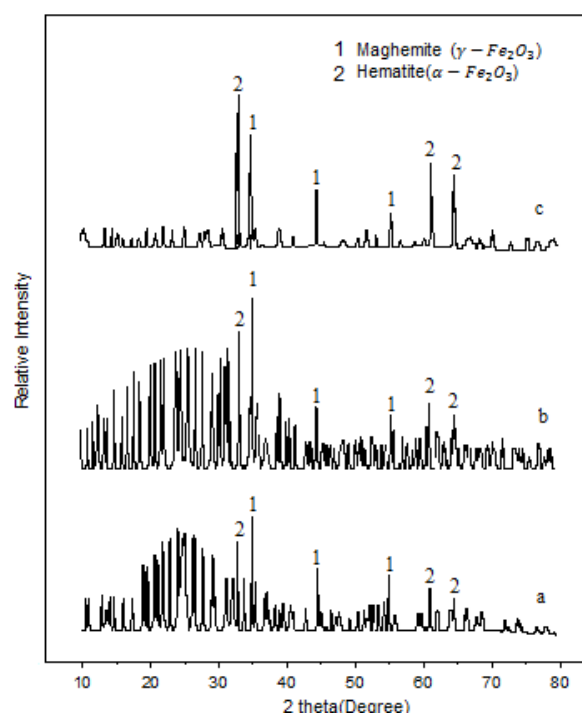 1 Maghemite (γ − Fe₂O₃)
2 Hematite(α − Fe₂O₃)
2
1
1
1
2
2
c
1
2
1
1
2
2
b
1
2
1
1
2
2
a
Relative Intensity
10 20 30 40 50 60 70 80
2 theta(Degree)